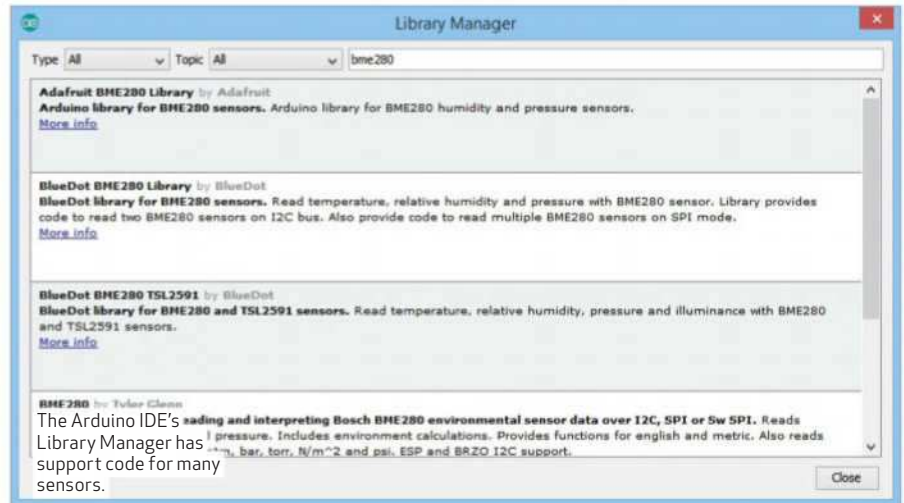 Library Manager
Type All Topic All bme280
Adafruit BME280 Library by Adafruit
Arduino library for BME280 sensors. Arduino library for BME280 humidity and pressure sensors.
More info
BlueDot BME280 Library by BlueDot
BlueDot library for BME280 sensors. Read temperature, relative humidity and pressure with BME280 sensor. Library provides
code to read two BME280 sensors on I2C bus. Also provide code to read multiple BME280 sensors on SPI mode.
More info
BlueDot BME280 TSL2591 by BlueDot
BlueDot library for BME280 and TSL2591 sensors. Read temperature, relative humidity, pressure and illuminance with BME280
and TSL2591 sensors.
More info
BME280 by Tyler Glenn
The Arduino IDE's
Library Manager has
support code for many
sensors.
and interpreting Bosch BME280 environmental sensor data over I2C, SPI or Sw SPI. Reads
pressure. Includes environment calculations. Provides functions for english and metric. Also reads
bar, torr, N/m^2 and psi. ESP and BRZO I2C support.
Close